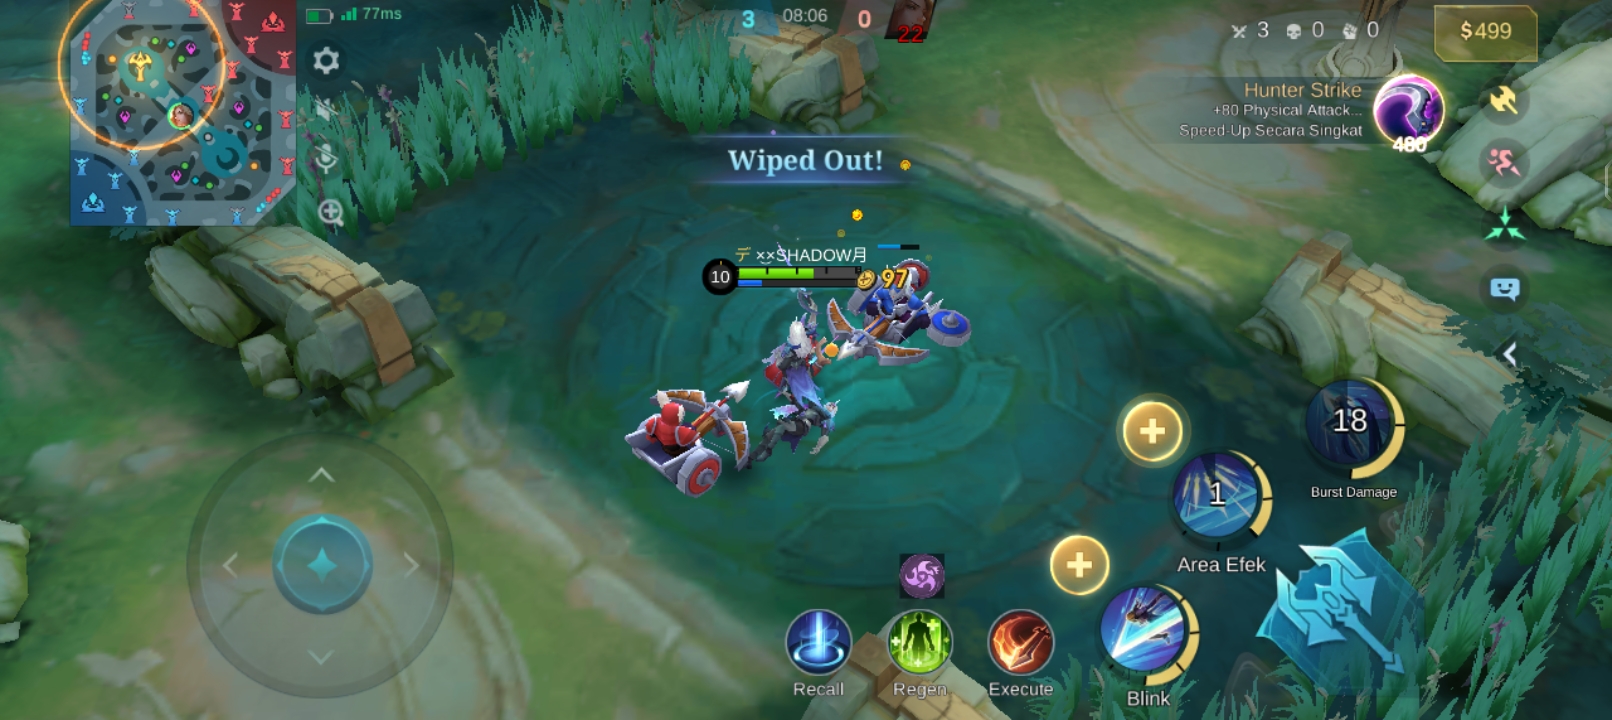 77ms
3 08:06 0
22
3 0 0
$499
Hunter Strike
+80 Physical Attack...
Speed-Up Secara Singkat
480
Wiped Out!
デ ××SHADOW月
10
97
18
Burst Damage
1
Area Efek
Recall
Regen
Execute
Blink